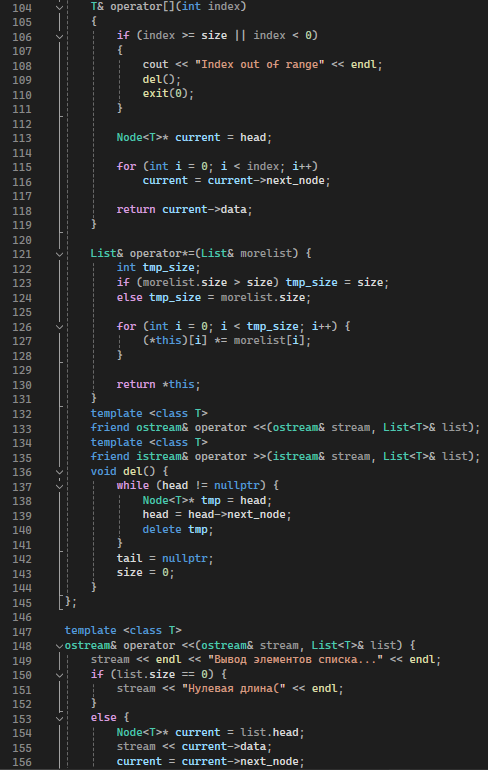 104 T& operator[](int index)
105 {
106 if (index >= size || index < 0)
107 {
108 cout << "Index out of range" << endl;
109 del();
110 exit(0);
111 }
112
113 Node<T>* current = head;
114
115 for (int i = 0; i < index; i++)
116 current = current->next_node;
117
118 return current->data;
119 }
120
121 List& operator*=(List& morelist) {
122 int tmp_size;
123 if (morelist.size > size) tmp_size = size;
124 else tmp_size = morelist.size;
125
126 for (int i = 0; i < tmp_size; i++) {
127 (*this)[i] *= morelist[i];
128 }
129
130 return *this;
131 }
132 template <class T>
133 friend ostream& operator <<(ostream& stream, List<T>& list);
134 template <class T>
135 friend istream& operator >>(istream& stream, List<T>& list);
136 void del() {
137 while (head != nullptr) {
138 Node<T>* tmp = head;
139 head = head->next_node;
140 delete tmp;
141 }
142 tail = nullptr;
143 size = 0;
144 }
145 };
146
147 template <class T>
148 ostream& operator <<(ostream& stream, List<T>& list) {
149 stream << endl << "Вывод элементов списка..." << endl;
150 if (list.size == 0) {
151 stream << "Нулевая длина(" << endl;
152 }
153 else {
154 Node<T>* current = list.head;
155 stream << current->data;
156 current = current->next_node;